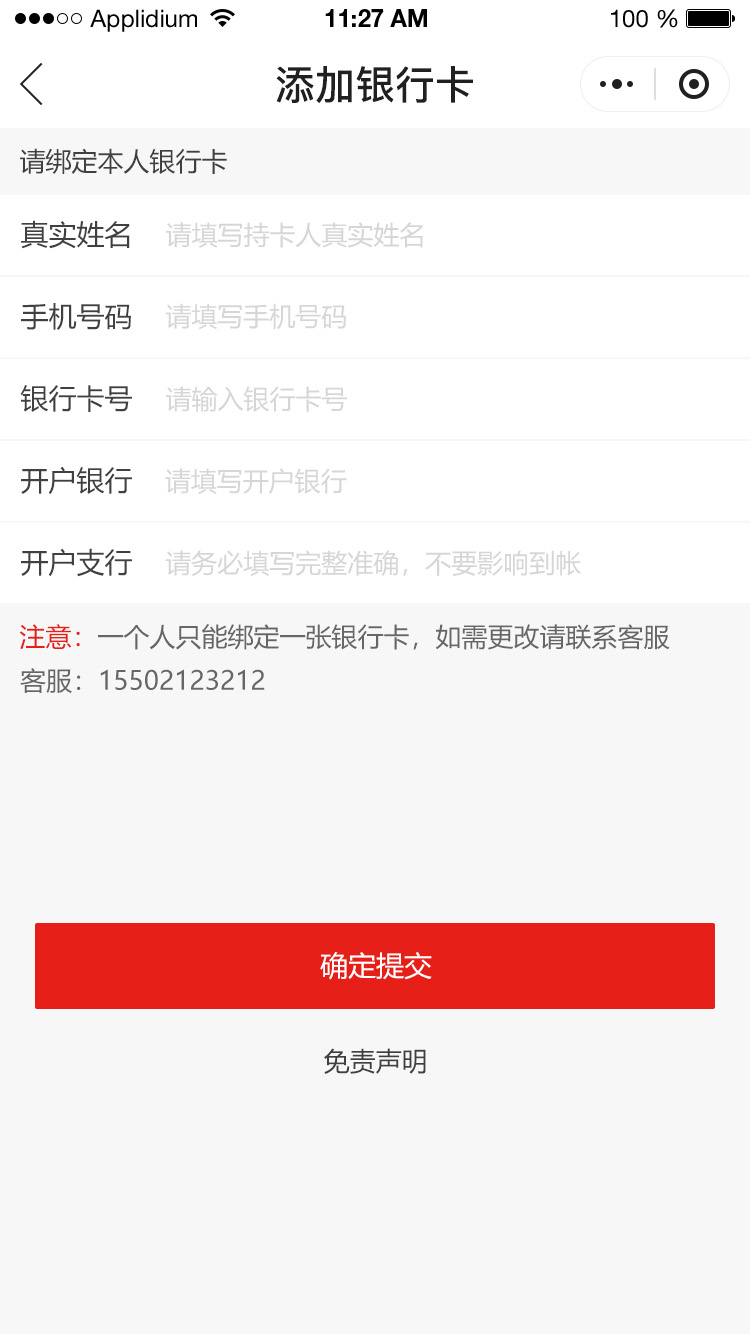 Applidium 11:27 AM 100 %
添加银行卡
请绑定本人银行卡
真实姓名 请填写持卡人真实姓名
手机号码 请填写手机号码
银行卡号 请输入银行卡号
开户银行 请填写开户银行
开户支行 请务必填写完整准确，不要影响到帐
注意：一个人只能绑定一张银行卡，如需更改请联系客服
客服：15502123212
确定提交
免责声明